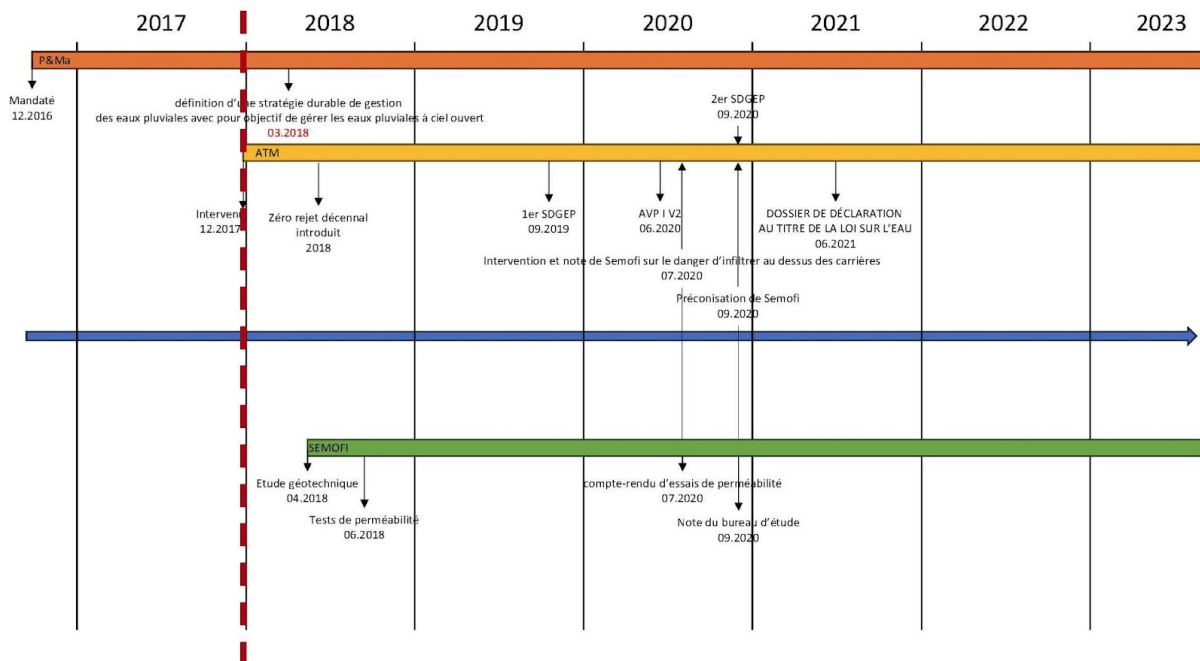 2017 2018 2019 2020 2021 2022 2023
P&Ma
Mandaté
12.2016
définition d'une stratégie durable de gestion
des eaux pluviales avec pour objectif de gérer les eaux pluviales à ciel ouvert
03.2018
2er SDGEP
09.2020
ATM
Interveni
12.2017
Zéro rejet décennal
introduit
2018
1er SDGEP
09.2019
AVP I V2
06.2020
DOSSIER DE DÉCLARATION
AU TITRE DE LA LOI SUR L'EAU
06.2021
Intervention et note de Semofi sur le danger d'infiltrer au dessus des carrières
07.2020
Préconisation de Semofi
09.2020
SEMOFI
Etude géotechnique
04.2018
Tests de perméabilité
06.2018
compte-rendu d'essais de perméabilité
07.2020
Note du bureau d'étude
09.2020